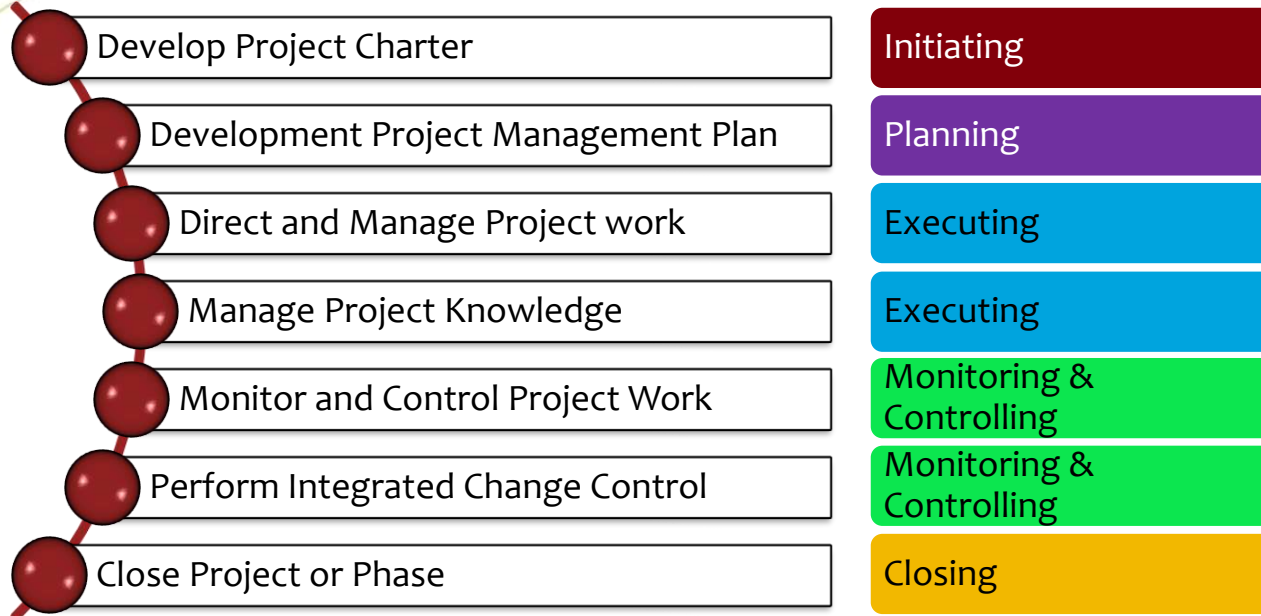 Develop Project Charter
Initiating
Development Project Management Plan
Planning
Direct and Manage Project work
Executing
Manage Project Knowledge
Executing
Monitor and Control Project Work
Monitoring &
Controlling
Perform Integrated Change Control
Monitoring &
Controlling
Close Project or Phase
Closing